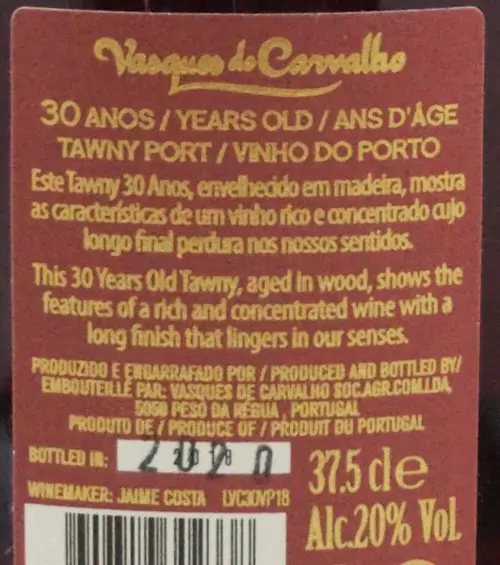 Vasques de Carvalho
30 ANOS / YEARS OLD / ANS D'ÂGE
TAWNY PORT / VINHO DO PORTO
Este Tawny 30 Anos, envelhecido em madeira, mostra
as características de um vinho rico e concentrado cujo
longo final perdura nos nossos sentidos.
This 30 Years Old Tawny, aged in wood, shows the
features of a rich and concentrated wine with a
long finish that lingers in our senses.
PRODUZIDO E ENGARRAFADO POR / PRODUCED AND BOTTLED BY/
EMBOUTEILLÉ PAR: VASQUES DE CARVALHO SOC.AGR.COM.LDA,
5050 PESO DA RÉGUA, PORTUGAL
PRODUTO DE / PRODUCE OF / PRODUIT DU PORTUGAL
BOTTLED IN: 2020
2018
WINEMAKER: JAIME COSTA LVC30VP18
37.5 cl e
Alc.20% Vol.